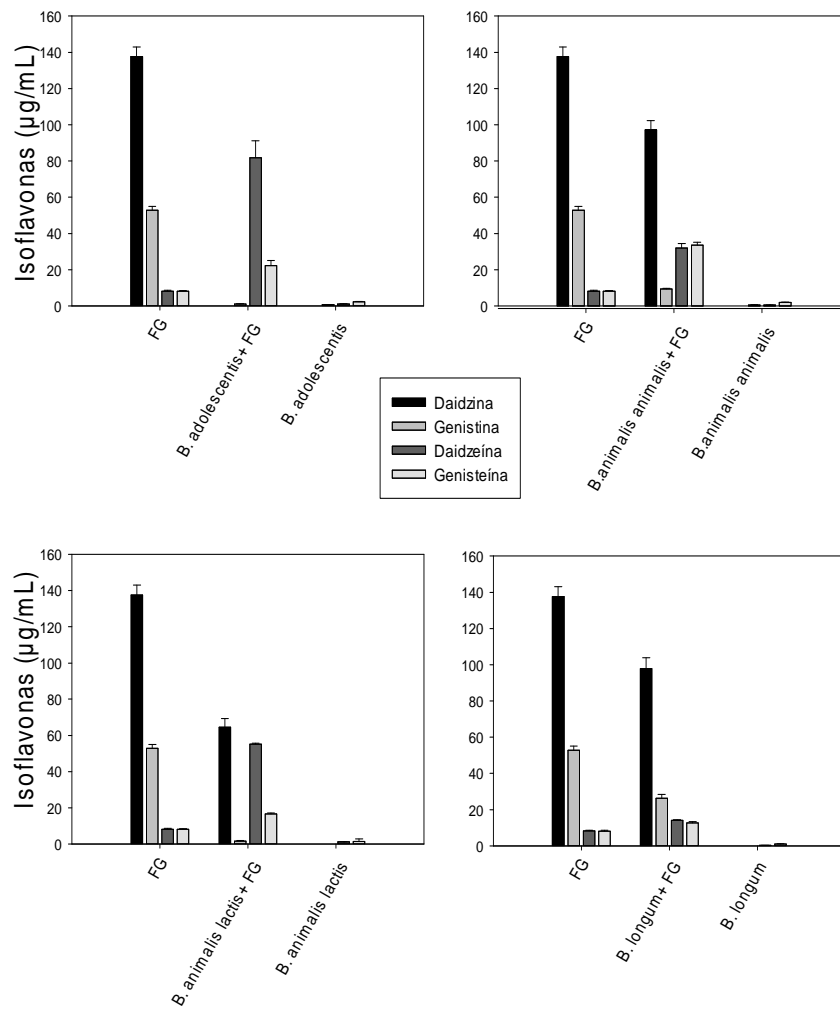 Isoflavonas (µg/mL)
160
140
120
100
80
60
40
20
0
FG
B. adolescentis+ FG
B. adolescentis
160
140
120
100
80
60
40
20
0
FG
B.animalis animalis+ FG
B.animalis animalis
Daidzina
Genistina
Daidzeína
Genisteína
Isoflavonas (µg/mL)
160
140
120
100
80
60
40
20
0
FG
B. animalis lactis+ FG
B. animalis lactis
160
140
120
100
80
60
40
20
0
FG
B. longum+ FG
B. longum